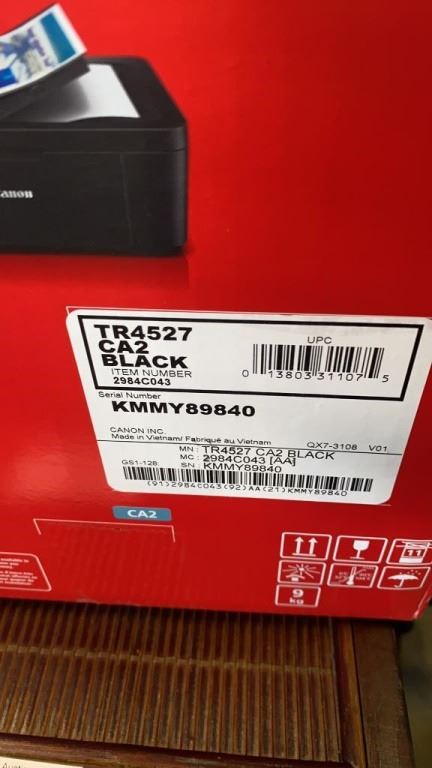 Canon
TR4527
CA2
BLACK
ITEM NUMBER
2984C043
UPC
0 13803 31107 5
Serial Number
KMMY89840
CANON INC.
Made in Vietnam/ Fabriqué au Vietnam
QX7-3108 V01
MN : TR4527 CA2 BLACK
MC : 2984C043 [AA]
GS1-128: SN : KMMY89840
(91)2984C043(92)AA(21)KMMY89840
CA2
11
9
kg